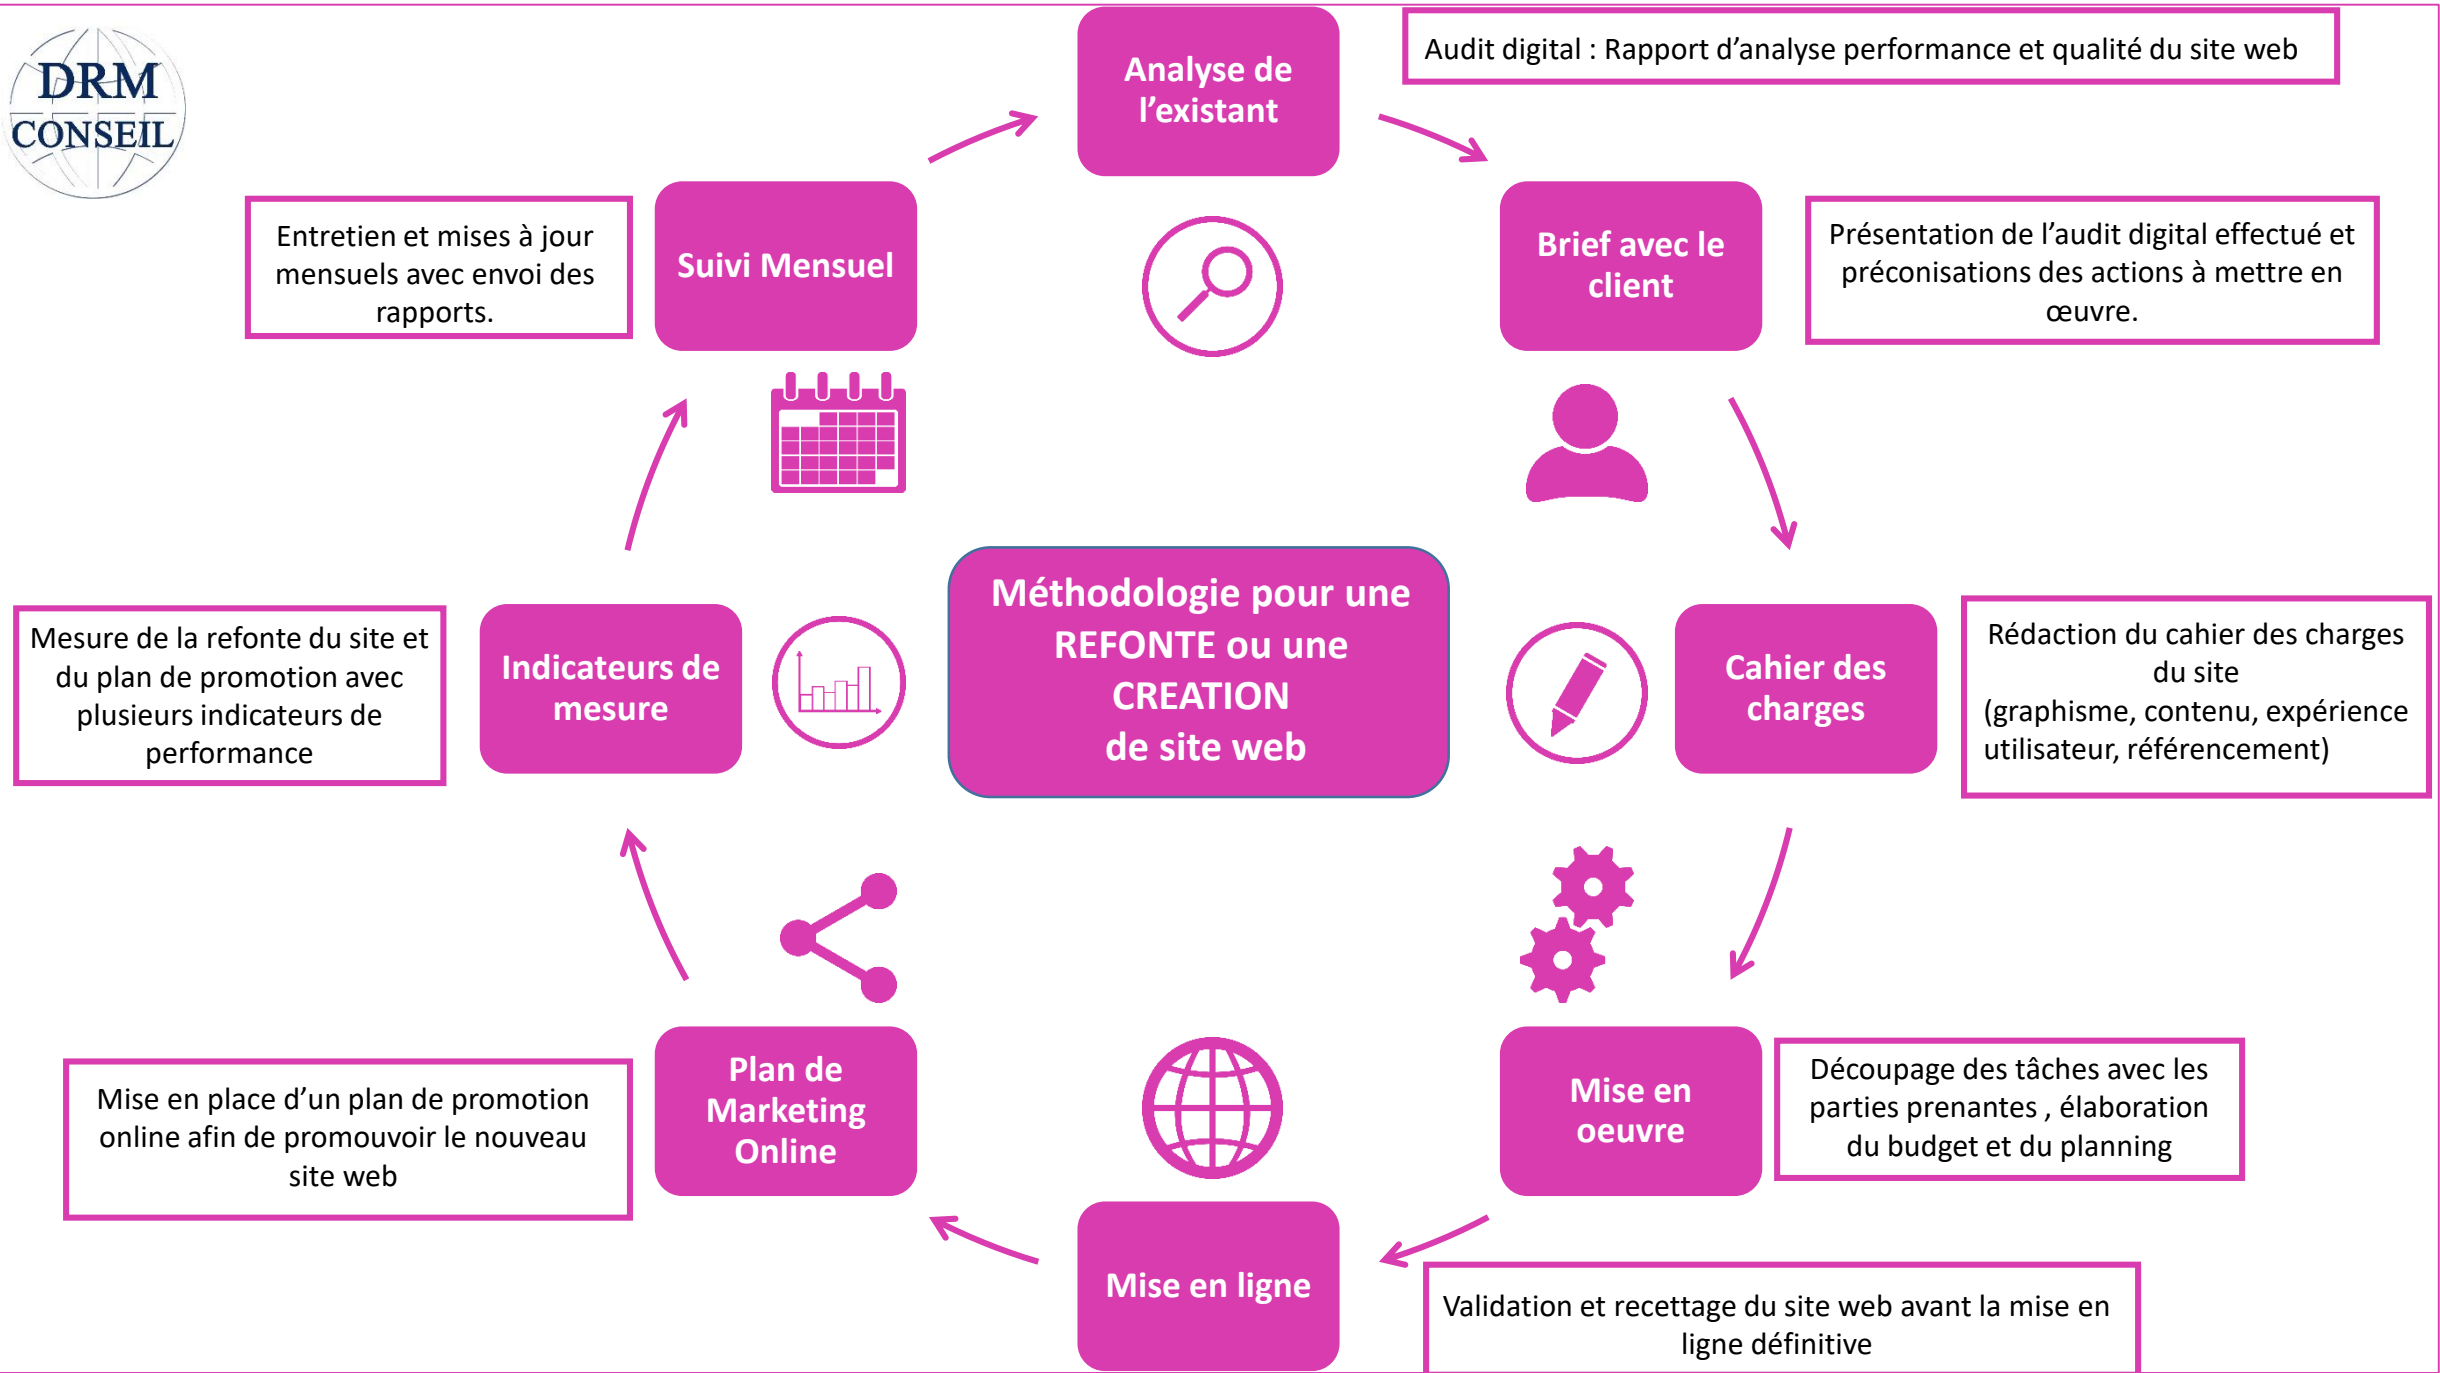 DRM
CONSEIL
Analyse de
l’existant
Audit digital : Rapport d’analyse performance et qualité du site web
Brief avec le
client
Présentation de l’audit digital effectué et
préconisations des actions à mettre en
œuvre.
Cahier des
charges
Rédaction du cahier des charges
du site
(graphisme, contenu, expérience
utilisateur, référencement)
Mise en
oeuvre
Découpage des tâches avec les
parties prenantes , élaboration
du budget et du planning
Mise en ligne
Validation et recettage du site web avant la mise en
ligne définitive
Plan de
Marketing
Online
Mise en place d’un plan de promotion
online afin de promouvoir le nouveau
site web
Indicateurs de
mesure
Mesure de la refonte du site et
du plan de promotion avec
plusieurs indicateurs de
performance
Suivi Mensuel
Entretien et mises à jour
mensuels avec envoi des
rapports.
Méthodologie pour une
REFONTE ou une
CREATION
de site web